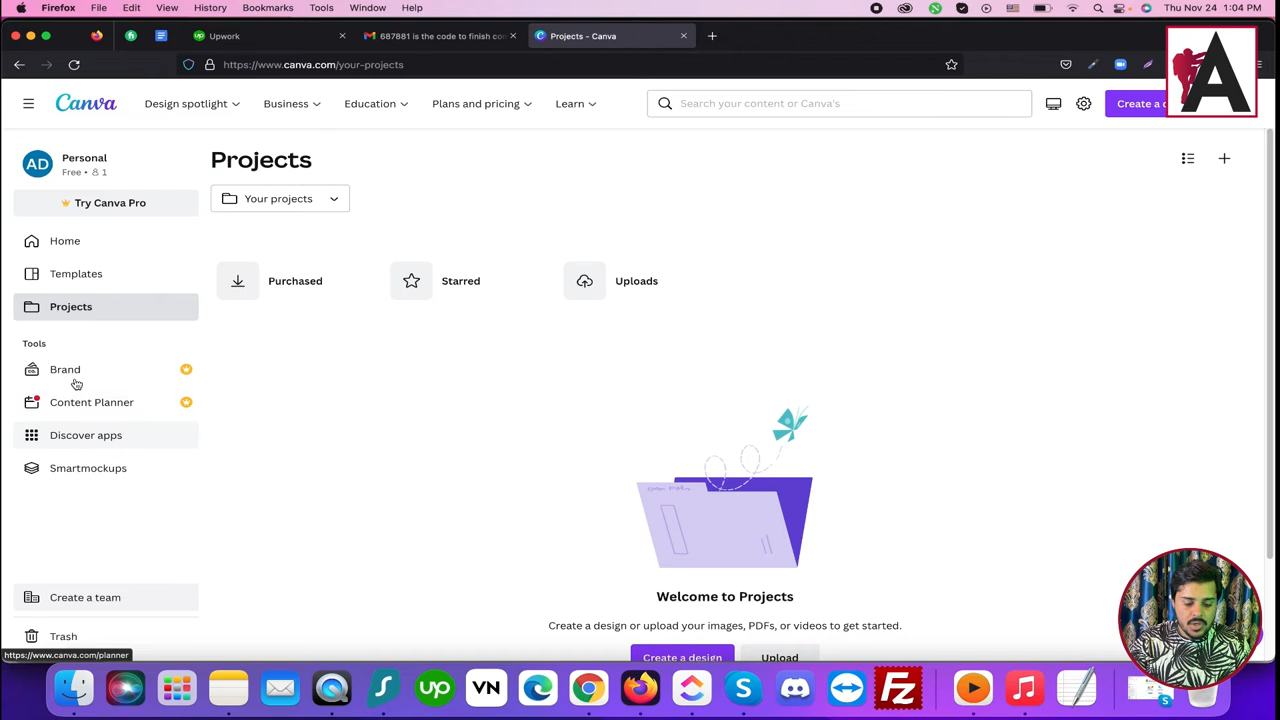 Firefox File Edit View History Bookmarks Tools Window Help Thu Nov 24 1:04 PM
Upwork 687881 is the code to finish con Projects - Canva
https://www.canva.com/your-projects
Canva Design spotlight Business Education Plans and pricing Learn Search your content or Canva's Create a d
A
AD Personal
Free • 1
Try Canva Pro
Home
Templates
Projects
Tools
Brand
Content Planner
Discover apps
Smartmockups
Create a team
Trash
https://www.canva.com/planner
Projects
Your projects
Purchased Starred Uploads
Welcome to Projects
Create a design or upload your images, PDFs, or videos to get started.
Create a design Upload
up VN Fz